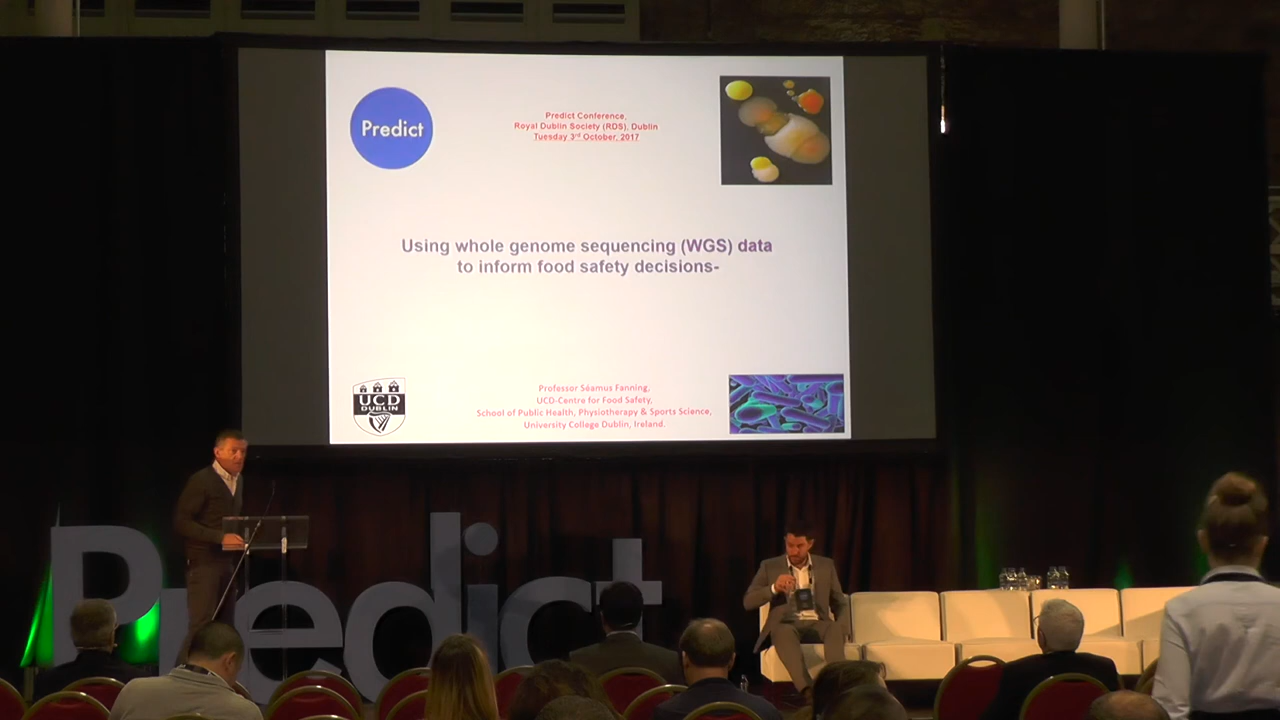 Predict
Predict Conference,
Royal Dublin Society (RDS), Dublin
Tuesday 3rd October, 2017
Using whole genome sequencing (WGS) data
to inform food safety decisions-
UCD
DUBLIN
Professor Séamus Fanning,
UCD-Centre for Food Safety,
School of Public Health, Physiotherapy & Sports Science,
University College Dublin, Ireland.
Predict